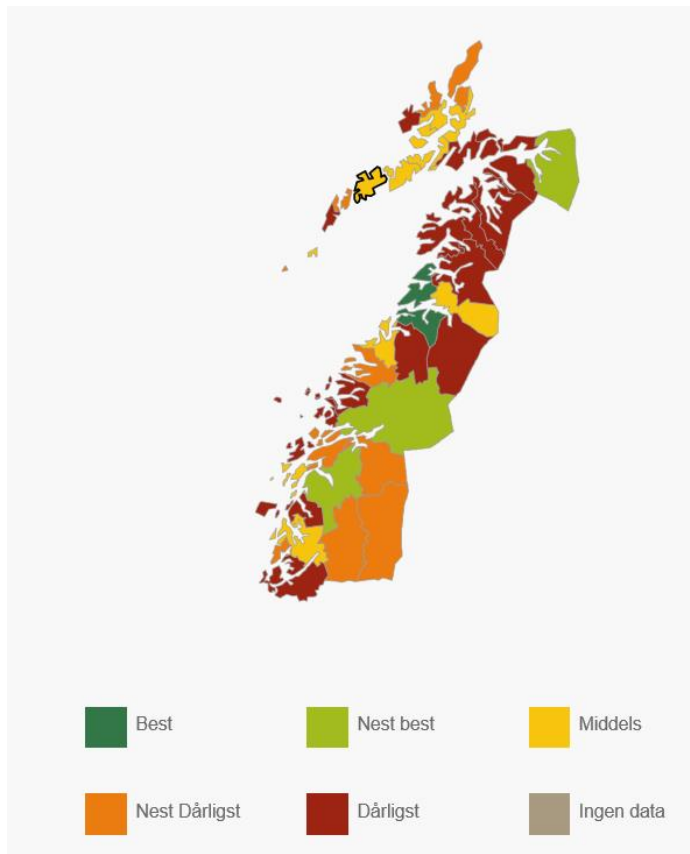 Best
Nest best
Middels
Nest Dårligst
Dårligst
Ingen data